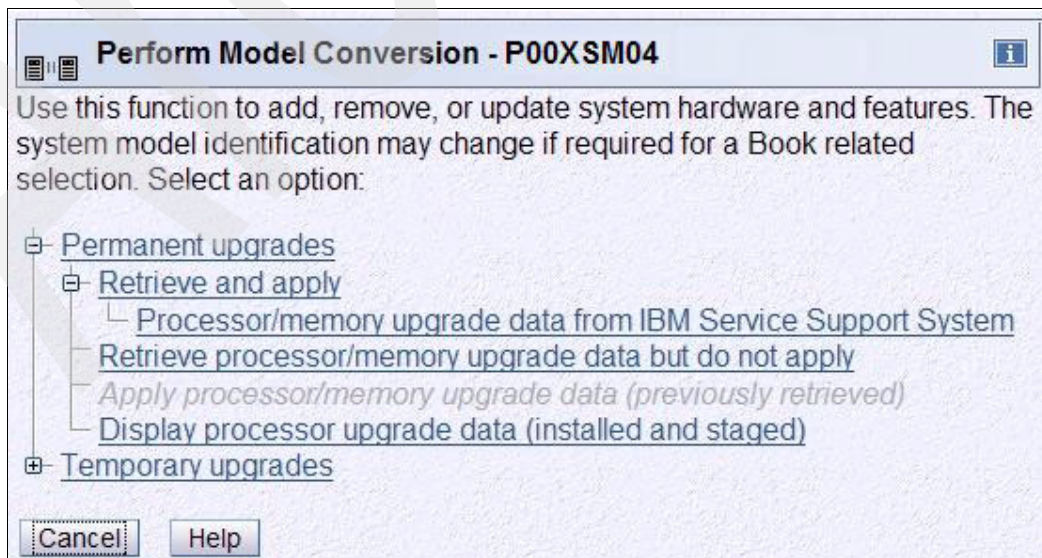 Perform Model Conversion - P00XSM04
Use this function to add, remove, or update system hardware and features. The
system model identification may change if required for a Book related
selection. Select an option:
Permanent upgrades
Retrieve and apply
Processor/memory upgrade data from IBM Service Support System
Retrieve processor/memory upgrade data but do not apply
Apply processor/memory upgrade data (previously retrieved)
Display processor upgrade data (installed and staged)
Temporary upgrades
Cancel Help